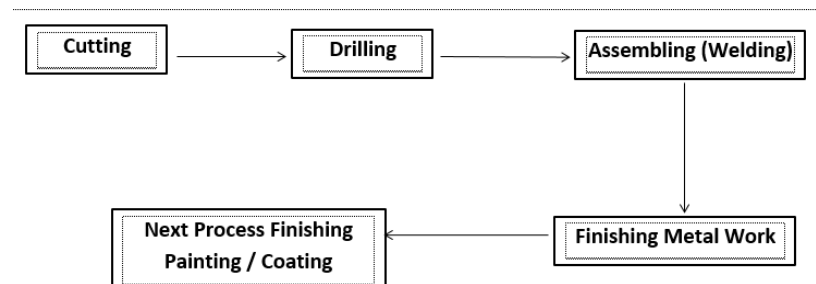 Cutting
Drilling
Assembling (Welding)
Finishing Metal Work
Next Process Finishing
Painting / Coating